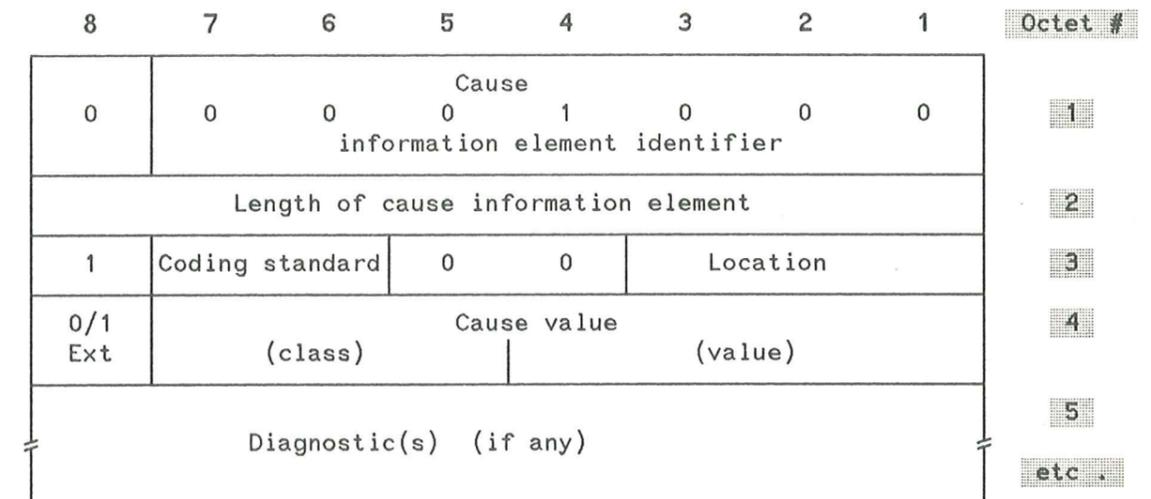 8 7 6 5 4 3 2 1 Octet #
Cause
0 0 0 0 1 0 0 0 1
information element identifier
Length of cause information element 2
1 Coding standard 0 0 Location 3
0/1 Cause value 4
Ext (class) (value)
5
Diagnostic(s) (if any)
etc .